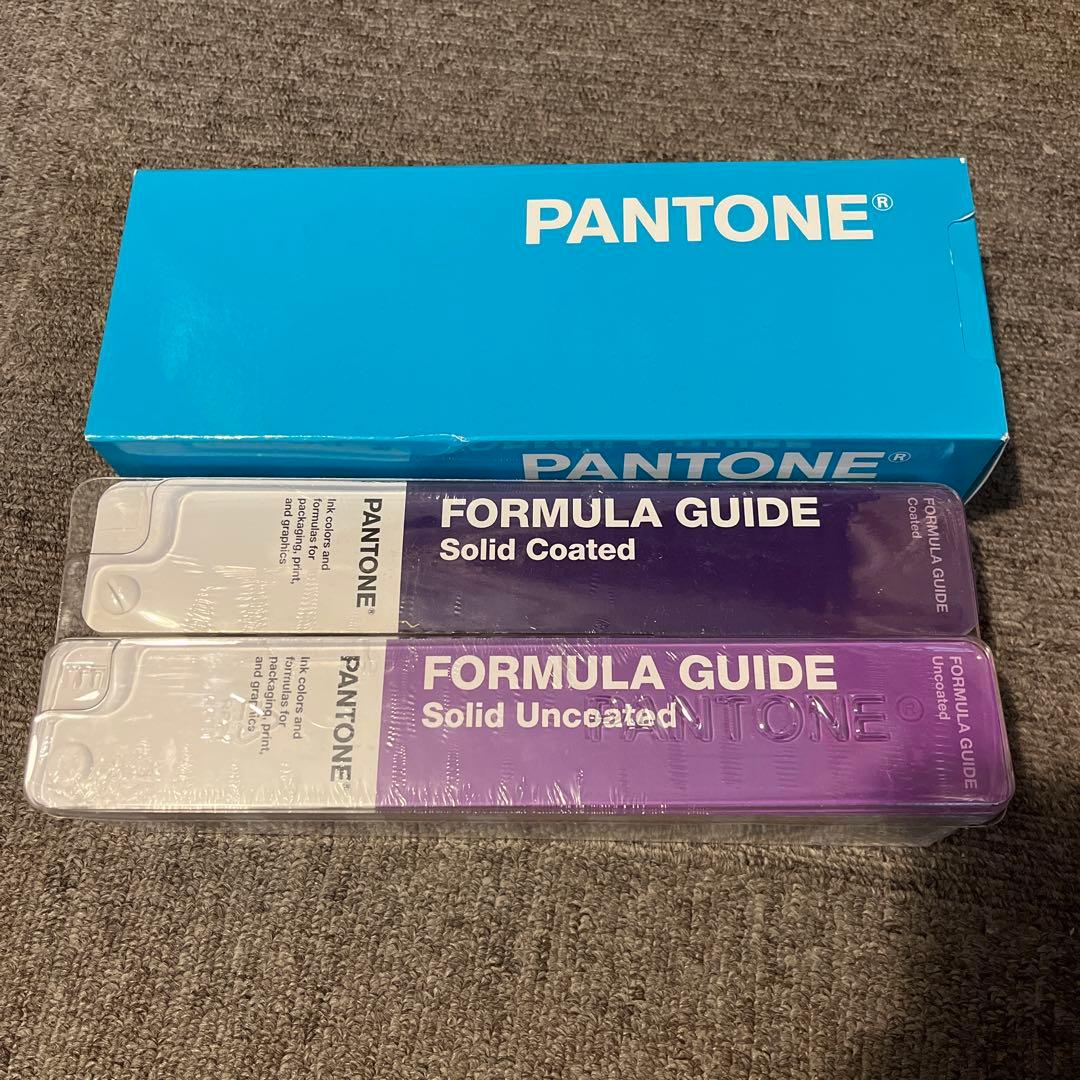 PANTONE®
PANTONE®
FORMULA GUIDE
Solid Coated
PANTONE®
Ink colors and
formulas for
packaging, print,
and graphics
FORMULA GUIDE
Coated
FORMULA GUIDE
Solid Uncoated
PANTONE®
PANTONE®
Ink colors and
formulas for
packaging, print,
and graphics
FORMULA GUIDE
Uncoated